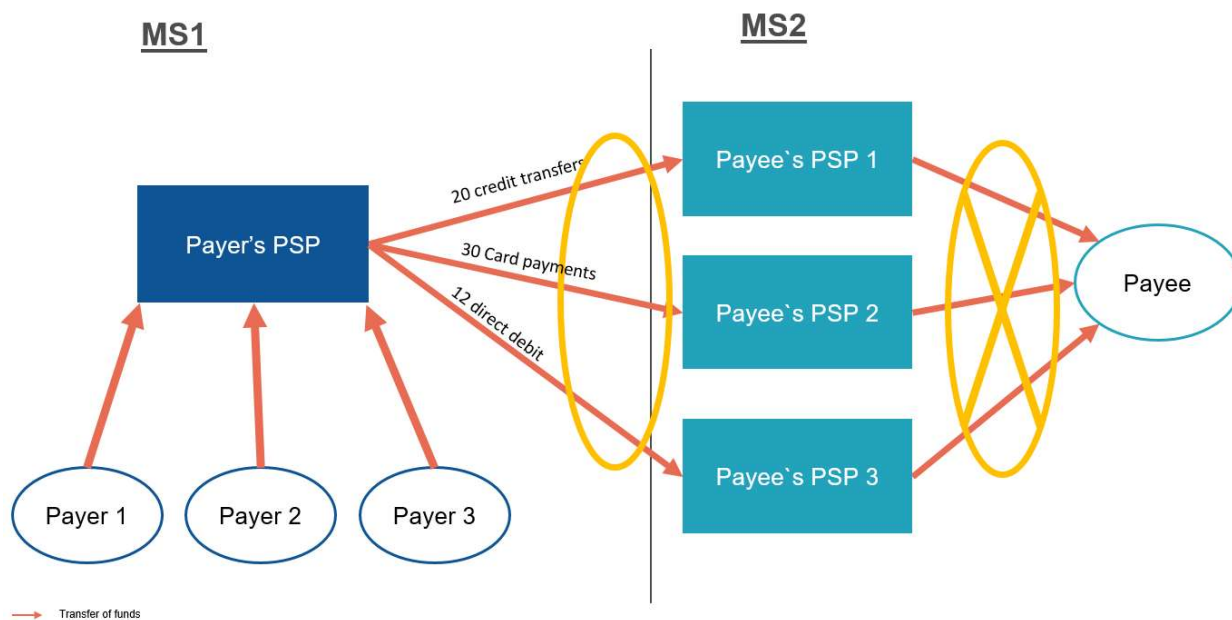 MS1
MS2
20 credit transfers
30 Card payments
12 direct debit
Payer’s PSP
Payee`s PSP 1
Payee`s PSP 2
Payee`s PSP 3
Payee
Payer 1
Payer 2
Payer 3
Transfer of funds